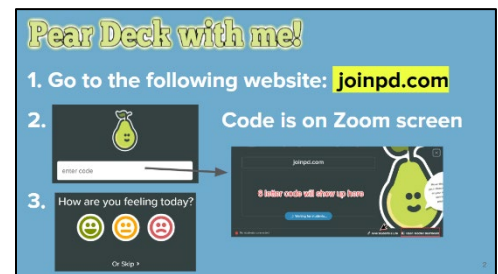 Pear Deck with me!
1. Go to the following website: joinpd.com
2.
Code is on Zoom screen
enter code
joinpd.com
5 letter code will show up here
3. How are you feeling today?
Or Skip >
2